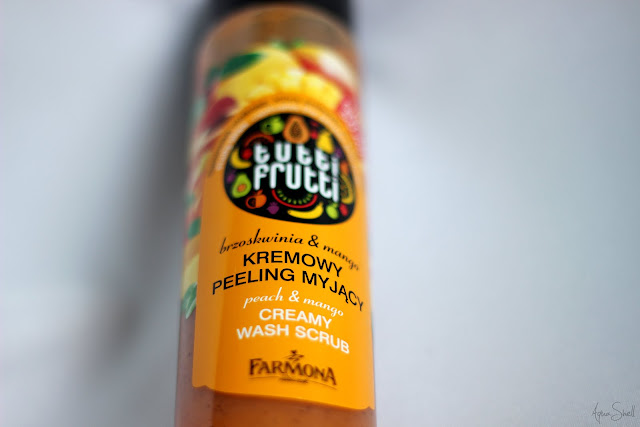 tutti
frutti
brzoskwinia & mango
KREMOWY
PEELING MYJĄCY
peach & mango
CREAMY
WASH SCRUB
FARMONA